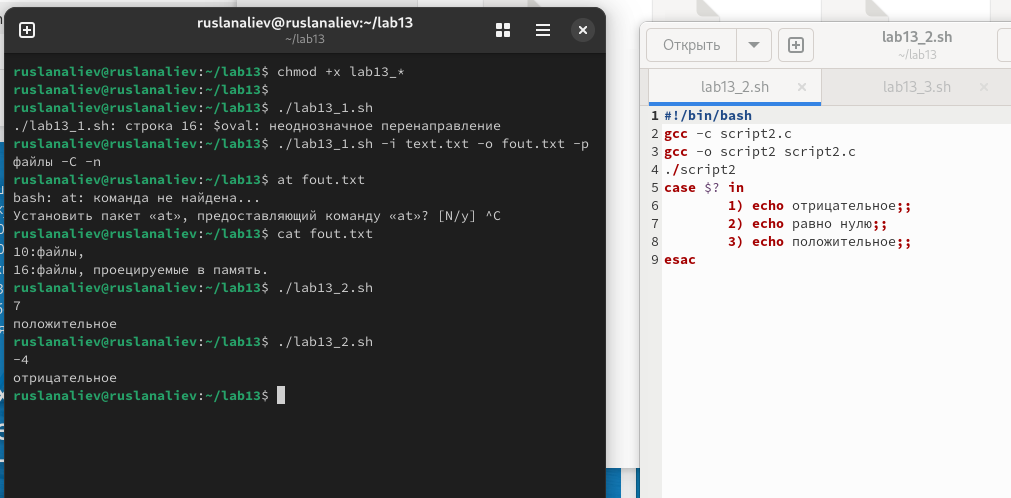 ruslanaliev@ruslanaliev:~/lab13
~/lab13
ruslanaliev@ruslanaliev:~/lab13$ chmod +x lab13_*
ruslanaliev@ruslanaliev:~/lab13$
ruslanaliev@ruslanaliev:~/lab13$ ./lab13_1.sh
./lab13_1.sh: строка 16: $oval: неоднозначное перенаправление
ruslanaliev@ruslanaliev:~/lab13$ ./lab13_1.sh -i text.txt -o fout.txt -p
файлы -C -n
ruslanaliev@ruslanaliev:~/lab13$ at fout.txt
bash: at: команда не найдена...
Установить пакет «at», предоставляющий команду «at»? [N/y] ^C
ruslanaliev@ruslanaliev:~/lab13$ cat fout.txt
10:файлы,
16:файлы, проецируемые в память.
ruslanaliev@ruslanaliev:~/lab13$ ./lab13_2.sh
7
положительное
ruslanaliev@ruslanaliev:~/lab13$ ./lab13_2.sh
-4
отрицательное
ruslanaliev@ruslanaliev:~/lab13$
Открыть
lab13_2.sh
~/lab13
lab13_2.sh ×
lab13_3.sh ×
1 #!/bin/bash
2 gcc -c script2.c
3 gcc -o script2 script2.c
4 ./script2
5 case $? in
6 1) echo отрицательное;;
7 2) echo равно нулю;;
8 3) echo положительное;;
9 esac